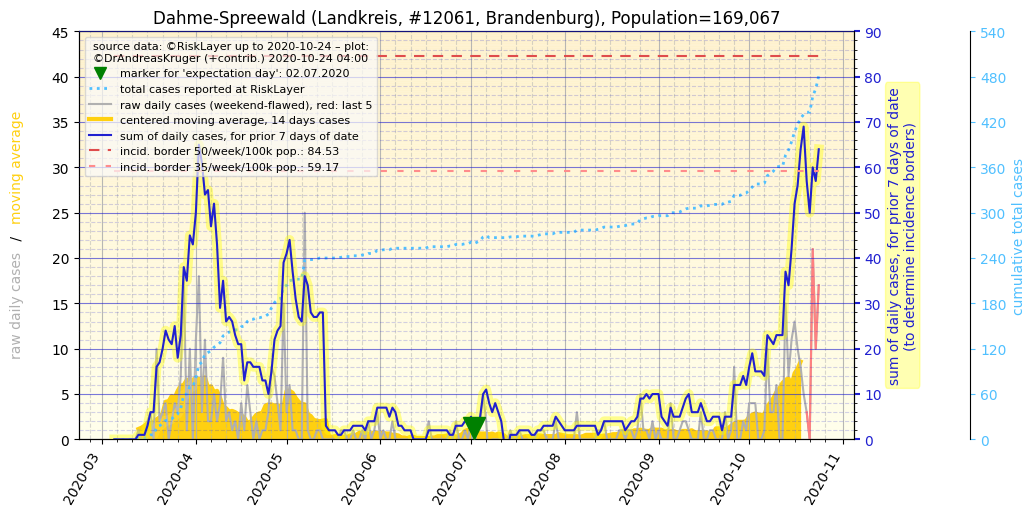 Dahme-Spreewald (Landkreis, #12061, Brandenburg), Population=169,067
source data: ©RiskLayer up to 2020-10-24 – plot:
©DrAndreasKruger (+contrib.) 2020-10-24 04:00
marker for 'expectation day': 02.07.2020
total cases reported at RiskLayer
raw daily cases (weekend-flawed), red: last 5
centered moving average, 14 days cases
sum of daily cases, for prior 7 days of date
incid. border 50/week/100k pop.: 84.53
incid. border 35/week/100k pop.: 59.17
raw daily cases / moving average
45
40
35
30
25
20
15
10
5
0
2020-03
2020-04
2020-05
2020-06
2020-07
2020-08
2020-09
2020-10
2020-11
90
80
70
60
50
40
30
20
10
0
sum of daily cases, for prior 7 days of date
(to determine incidence borders)
540
480
420
360
300
240
180
120
60
0
cumulative total cases